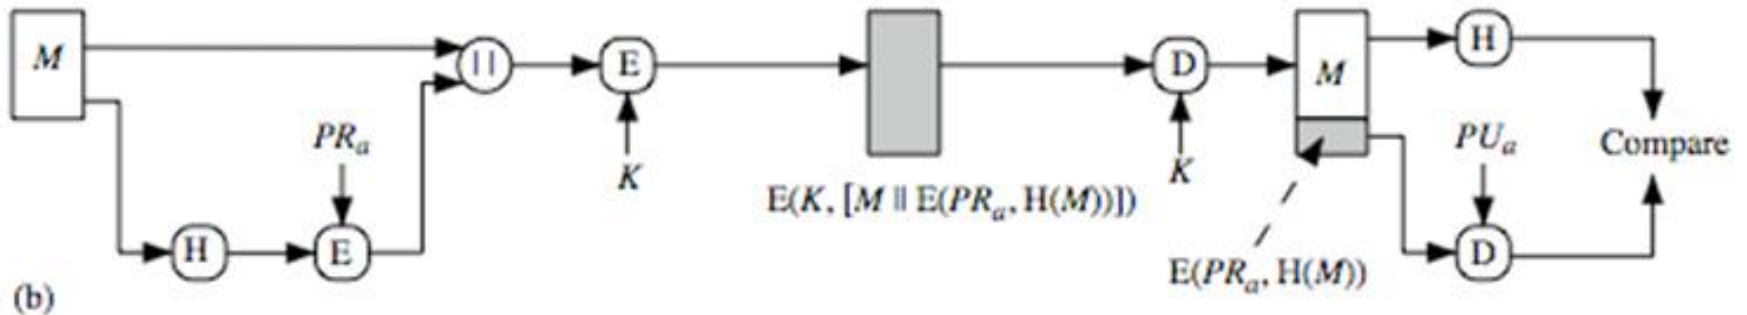 M
||
E
D
M
H
PRₐ
K
K
PUₐ
Compare
E(K, [M || E(PRₐ, H(M))])
H
E
E(PRₐ, H(M))
D
(b)